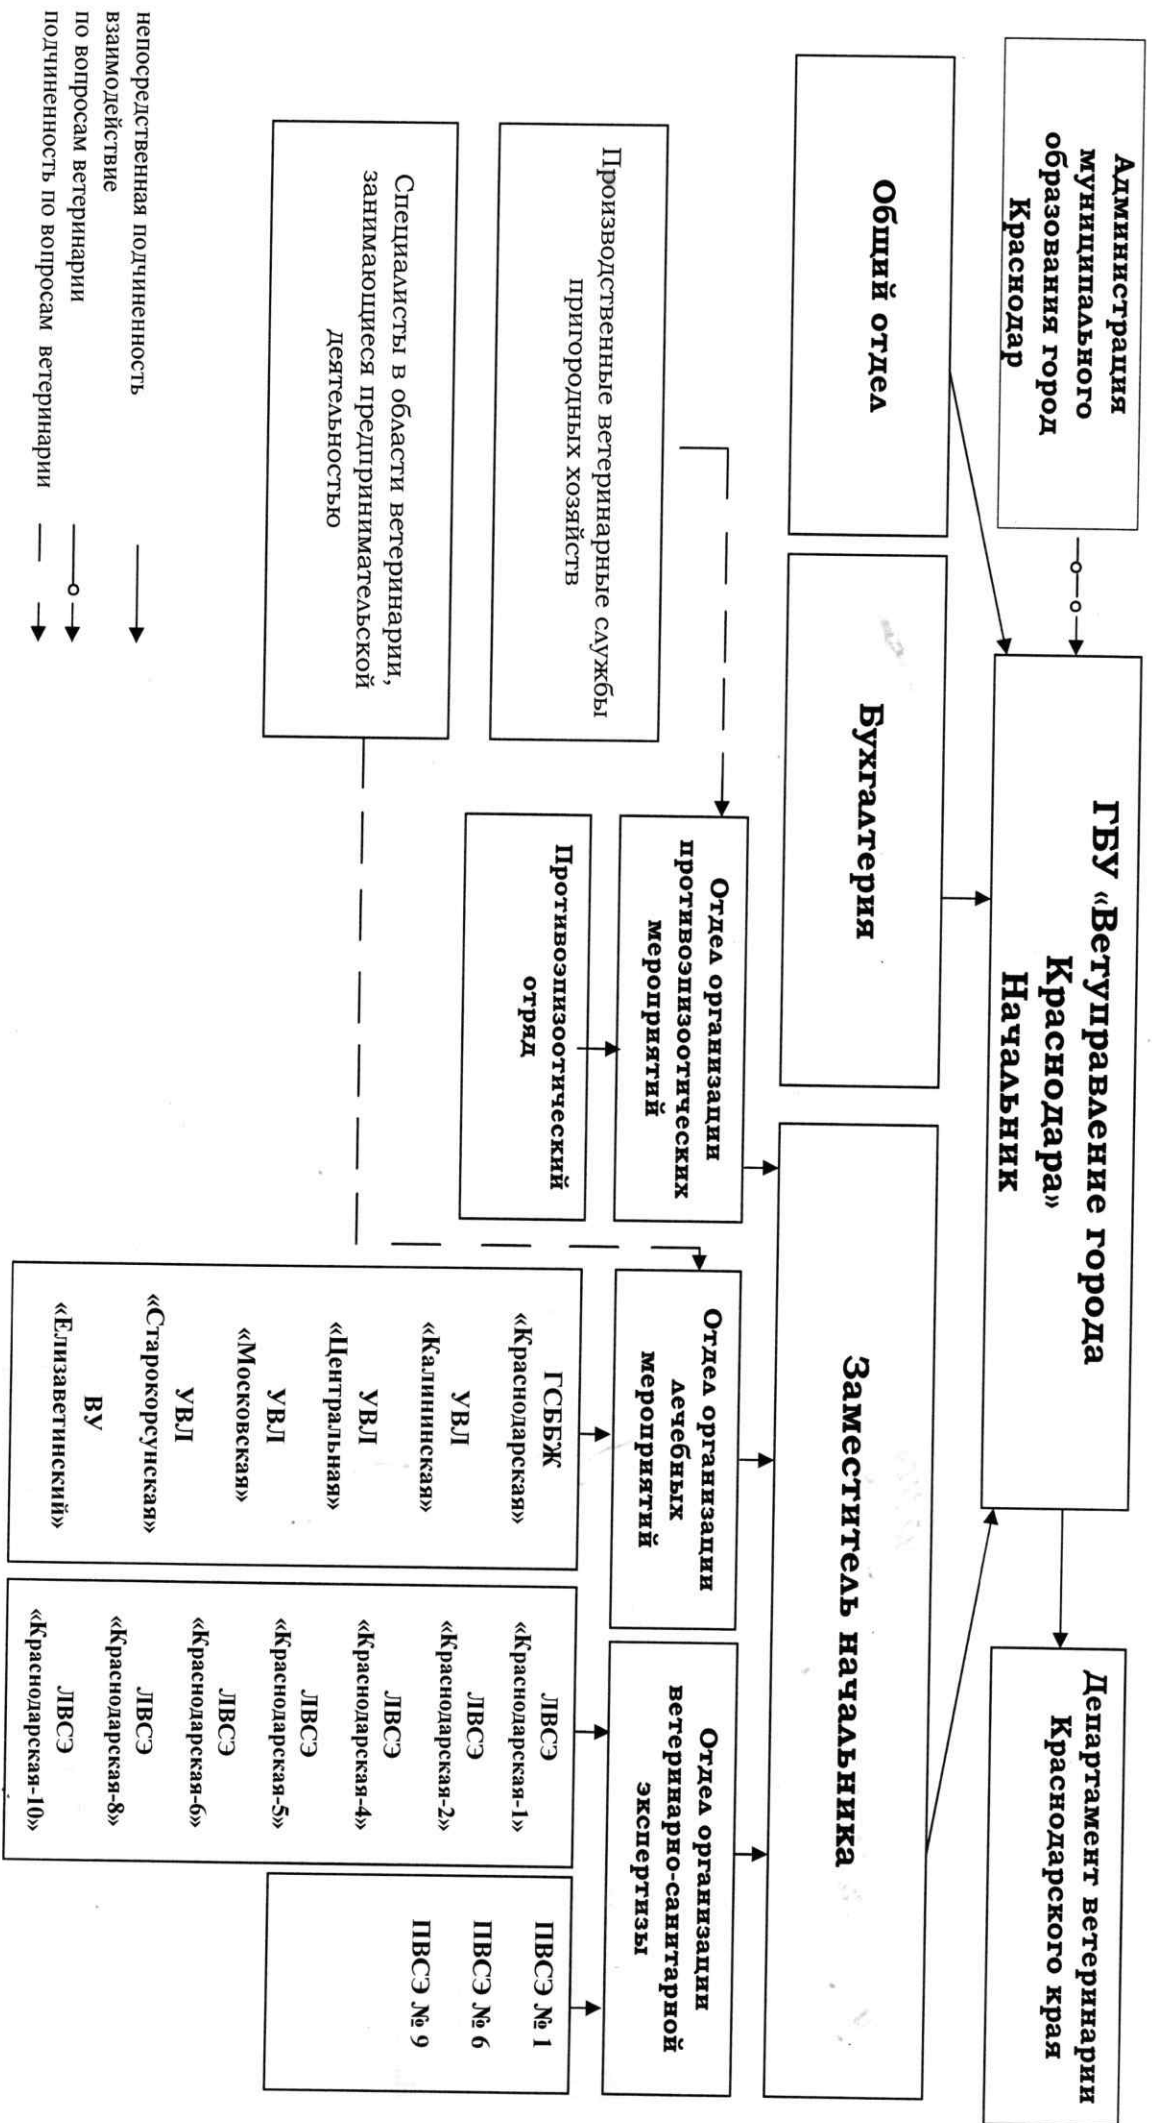 Администрация
муниципального
образования город
Краснодар
ГБУ «Ветуправление города
Краснодара»
Начальник
Департамент ветеринарии
Краснодарского края
Общий отдел
Бухгалтерия
Заместитель начальника
Производственные ветеринарные службы
пригородных хозяйств
Отдел организации
противоэпизоотических
мероприятий
Отдел организации
лечебных
мероприятий
Отдел организации
ветеринарно-санитарной
экспертизы
Специалисты в области ветеринарии,
занимающиеся предпринимательской
деятельностью
Противоэпизоотический
отряд
ГСББЖ
«Краснодарская»
УВЛ
«Калининская»
УВЛ
«Центральная»
УВЛ
«Московская»
УВЛ
«Старокорсунская»
ВУ
«Елизаветинский»
ЛВСЭ
«Краснодарская-1»
ЛВСЭ
«Краснодарская-2»
ЛВСЭ
«Краснодарская-4»
ЛВСЭ
«Краснодарская-5»
ЛВСЭ
«Краснодарская-6»
ЛВСЭ
«Краснодарская-8»
ЛВСЭ
«Краснодарская-10»
ПВСЭ № 1
ПВСЭ № 6
ПВСЭ № 9
непосредственная подчиненность
взаимодействие
по вопросам ветеринарии
подчиненность по вопросам ветеринарии